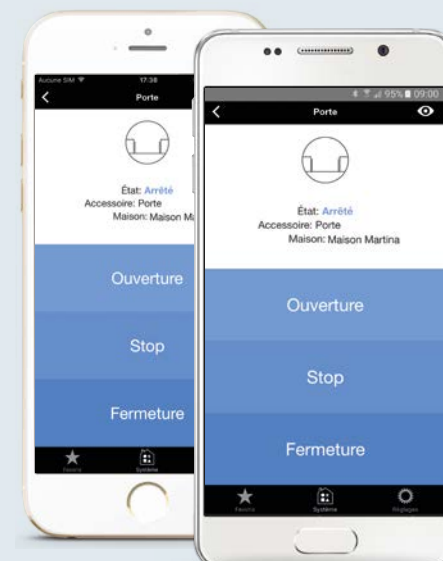 Aucune SIM
17:38
Porte
État: Arrêté
Accessoire: Porte
Maison: Maison Ma
Ouverture
Stop
Fermeture
Favoris
Système
95% 09:00
Porte
État: Arrêté
Accessoire: Porte
Maison: Maison Martina
Ouverture
Stop
Fermeture
Favoris
Système
Réglages